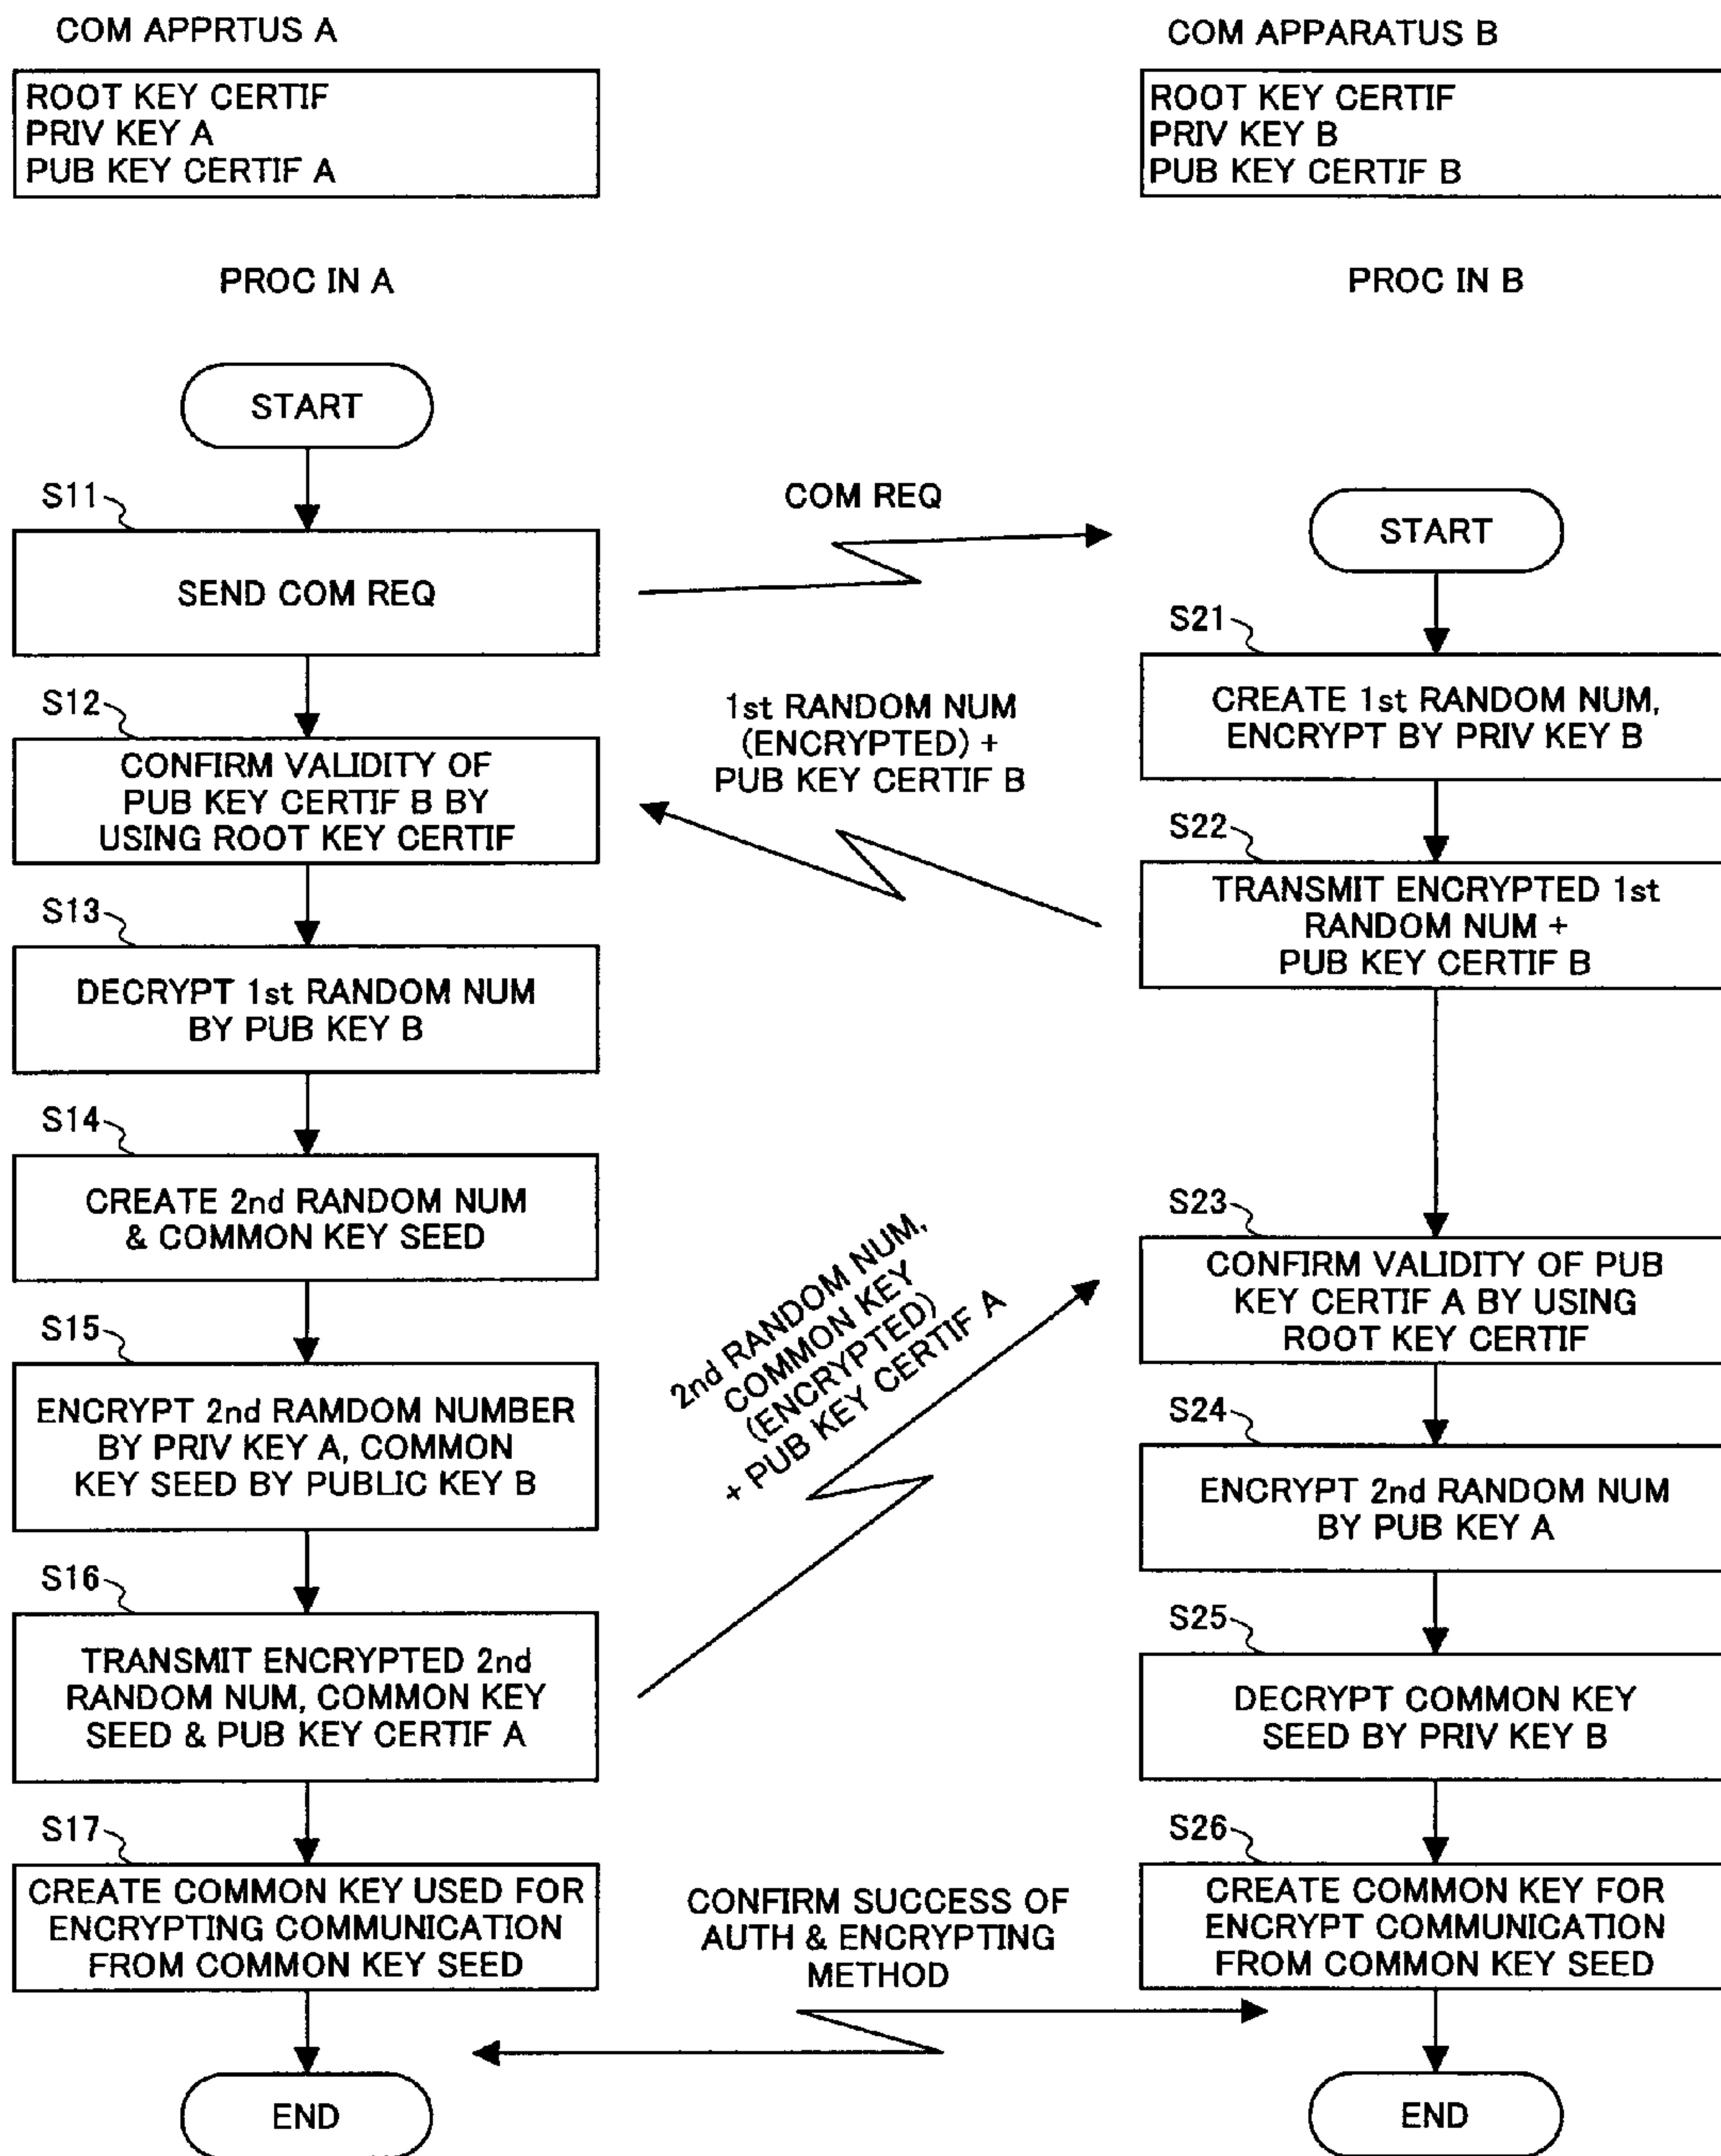 COM APPRTUS A
ROOT KEY CERTIF
PRIV KEY A
PUB KEY CERTIF A
COM APPARATUS B
ROOT KEY CERTIF
PRIV KEY B
PUB KEY CERTIF B
PROC IN A
PROC IN B
START
S11
SEND COM REQ
COM REQ
START
S21
CREATE 1st RANDOM NUM,
ENCRYPT BY PRIV KEY B
S22
TRANSMIT ENCRYPTED 1st
RANDOM NUM +
PUB KEY CERTIF B
1st RANDOM NUM
(ENCRYPTED) +
PUB KEY CERTIF B
S12
CONFIRM VALIDITY OF
PUB KEY CERTIF B BY
USING ROOT KEY CERTIF
S13
DECRYPT 1st RANDOM NUM
BY PUB KEY B
S14
CREATE 2nd RANDOM NUM
& COMMON KEY SEED
S15
ENCRYPT 2nd RAMDOM NUMBER
BY PRIV KEY A, COMMON
KEY SEED BY PUBLIC KEY B
S16
TRANSMIT ENCRYPTED 2nd
RANDOM NUM, COMMON KEY
SEED & PUB KEY CERTIF A
2nd RANDOM NUM,
COMMON KEY
(ENCRYPTED)
+ PUB KEY CERTIF A
S23
CONFIRM VALIDITY OF PUB
KEY CERTIF A BY USING
ROOT KEY CERTIF
S24
ENCRYPT 2nd RANDOM NUM
BY PUB KEY A
S25
DECRYPT COMMON KEY
SEED BY PRIV KEY B
S17
CREATE COMMON KEY USED FOR
ENCRYPTING COMMUNICATION
FROM COMMON KEY SEED
S26
CREATE COMMON KEY FOR
ENCRYPT COMMUNICATION
FROM COMMON KEY SEED
CONFIRM SUCCESS OF
AUTH & ENCRYPTING
METHOD
END
END